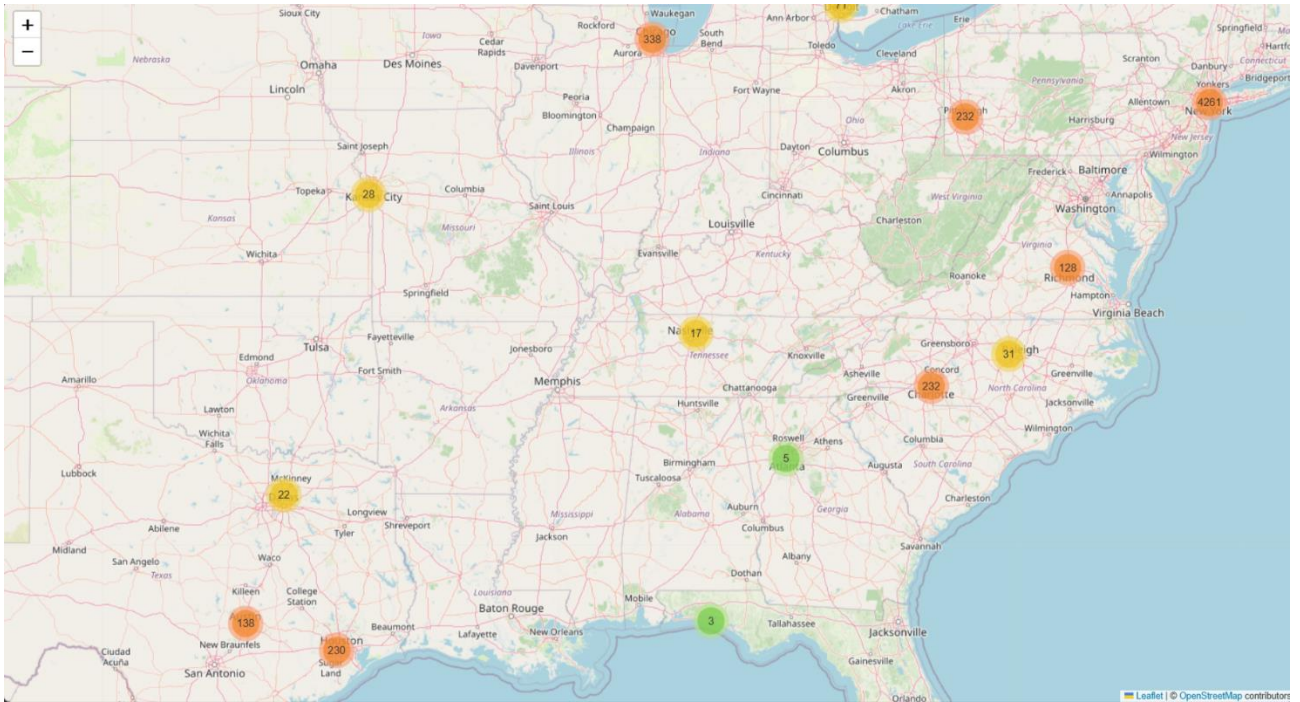 +
−
Sioux City
Waukegan
Rockford
338
Aurora
South Bend
Ann Arbor
Toledo
Chatham
Lake Erie
Erie
Cleveland
Akron
Springfield
Hartfo
Scranton
Danbury
Connecticut
Yonkers
Bridgeport
4261
Allentown
New Jersey
Pennsylvania
Harrisburg
232
Nebraska
Iowa
Omaha
Des Moines
Cedar Rapids
Davenport
Lincoln
Peoria
Bloomington
Champaign
Illinois
Fort Wayne
Indiana
Ohio
Dayton
Columbus
Cincinnati
Wilmington
Frederick
Baltimore
Annapolis
Washington
West Virginia
Charleston
Virginia
Saint Joseph
Topeka
28
Columbia
Kansas
Missouri
Saint Louis
Louisville
Evansville
Kentucky
Wichita
Roanoke
128
Richmond
Hampton
Virginia Beach
Springfield
Tulsa
Fayetteville
Jonesboro
17
Tennessee
Knoxville
Greensboro
31
Edmond
Oklahoma
Fort Smith
Memphis
Chattanooga
Asheville
Concord
232
North Carolina
Greenville
Amarillo
Lawton
Arkansas
Huntsville
Greenville
Jacksonville
Wilmington
Wichita Falls
Roswell
Athens
5
Columbia
South Carolina
Lubbock
McKinney
22
Birmingham
Tuscaloosa
Augusta
Charleston
Abilene
Longview
Tyler
Shreveport
Mississippi
Jackson
Alabama
Auburn
Columbus
Georgia
Midland
San Angelo
Texas
Waco
Savannah
Albany
Dothan
Killeen
College Station
Louisiana
Mobile
138
New Braunfels
Beaumont
Baton Rouge
Lafayette
New Orleans
3
Tallahassee
Jacksonville
Ciudad Acuña
San Antonio
230
Land
Gainesville
Orlando
Leaflet | © OpenStreetMap contributors